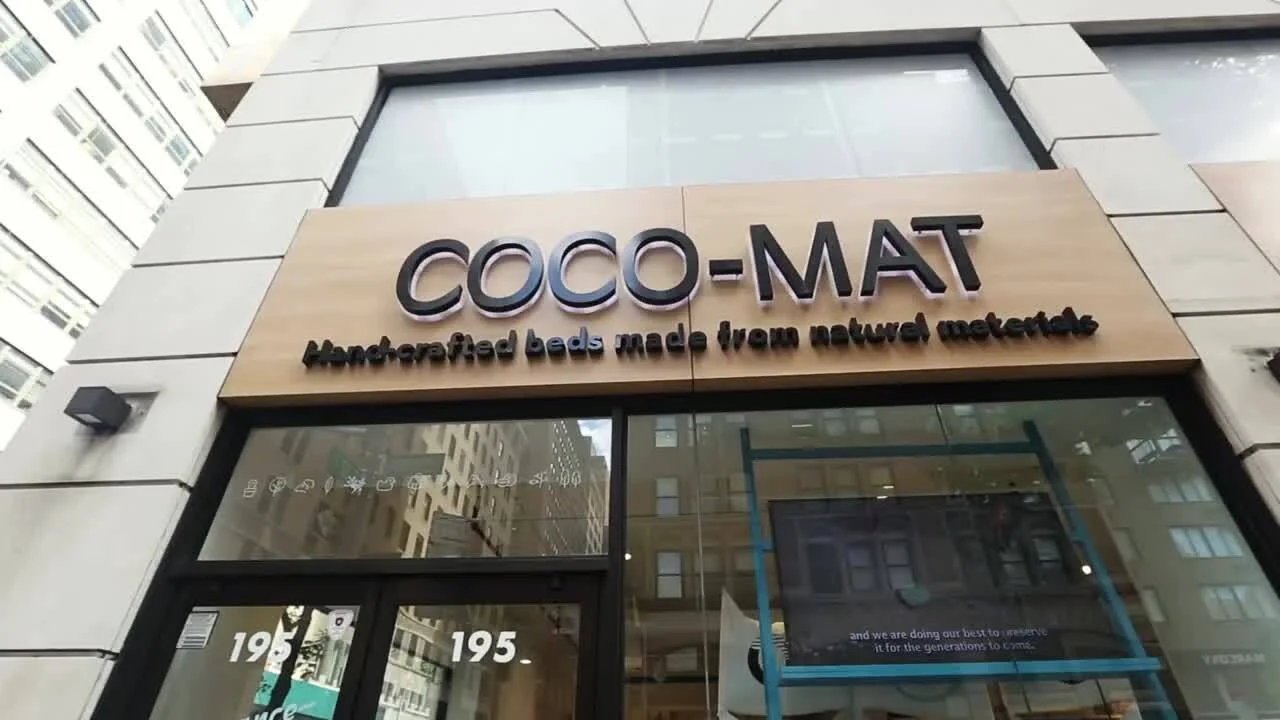 COCO-MAT
Hand-crafted beds made from natural materials
195
195
and we are doing our best to preserve
it for the generations to come.